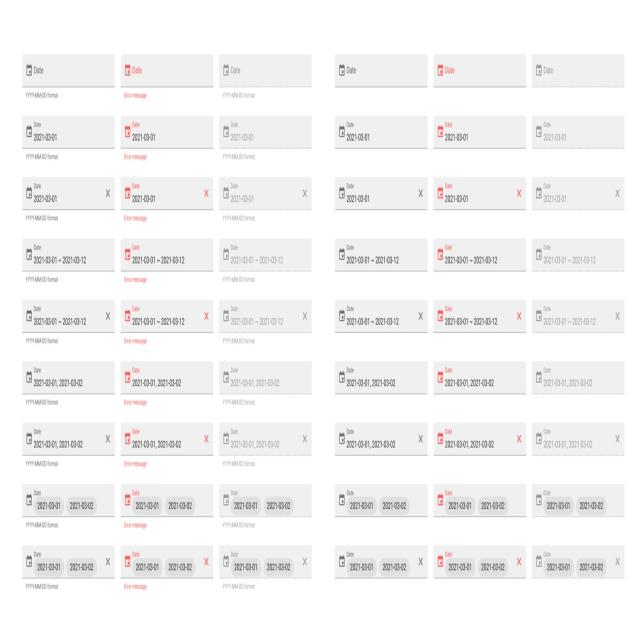 Date Date Date Date Date Date
YYYY-MM-DD format Error message YYYY-MM-DD format
Date Date Date Date Date Date
2021-03-01 2021-03-01 2021-03-01 2021-03-01 2021-03-01 2021-03-01
YYYY-MM-DD format Error message YYYY-MM-DD format
Date Date Date Date Date Date
2021-03-01 2021-03-01 2021-03-01 2021-03-01 2021-03-01 2021-03-01
YYYY-MM-DD format Error message YYYY-MM-DD format
Date Date Date Date Date Date
2021-03-01 ~ 2021-03-12 2021-03-01 ~ 2021-03-12 2021-03-01 ~ 2021-03-12 2021-03-01 ~ 2021-03-12 2021-03-01 ~ 2021-03-12 2021-03-01 ~ 2021-03-12
YYYY-MM-DD format Error message YYYY-MM-DD format
Date Date Date Date Date Date
2021-03-01 ~ 2021-03-12 2021-03-01 ~ 2021-03-12 2021-03-01 ~ 2021-03-12 2021-03-01 ~ 2021-03-12 2021-03-01 ~ 2021-03-12 2021-03-01 ~ 2021-03-12
YYYY-MM-DD format Error message YYYY-MM-DD format
Date Date Date Date Date Date
2021-03-01, 2021-03-02 2021-03-01, 2021-03-02 2021-03-01, 2021-03-02 2021-03-01, 2021-03-02 2021-03-01, 2021-03-02 2021-03-01, 2021-03-02
YYYY-MM-DD format Error message YYYY-MM-DD format
Date Date Date Date Date Date
2021-03-01, 2021-03-02 2021-03-01, 2021-03-02 2021-03-01, 2021-03-02 2021-03-01, 2021-03-02 2021-03-01, 2021-03-02 2021-03-01, 2021-03-02
YYYY-MM-DD format Error message YYYY-MM-DD format
Date Date Date Date Date Date
2021-03-01 2021-03-02 2021-03-01 2021-03-02 2021-03-01 2021-03-02 2021-03-01 2021-03-02 2021-03-01 2021-03-02 2021-03-01 2021-03-02
YYYY-MM-DD format Error message YYYY-MM-DD format
Date Date Date Date Date Date
2021-03-01 2021-03-02 2021-03-01 2021-03-02 2021-03-01 2021-03-02 2021-03-01 2021-03-02 2021-03-01 2021-03-02 2021-03-01 2021-03-02
YYYY-MM-DD format Error message YYYY-MM-DD format